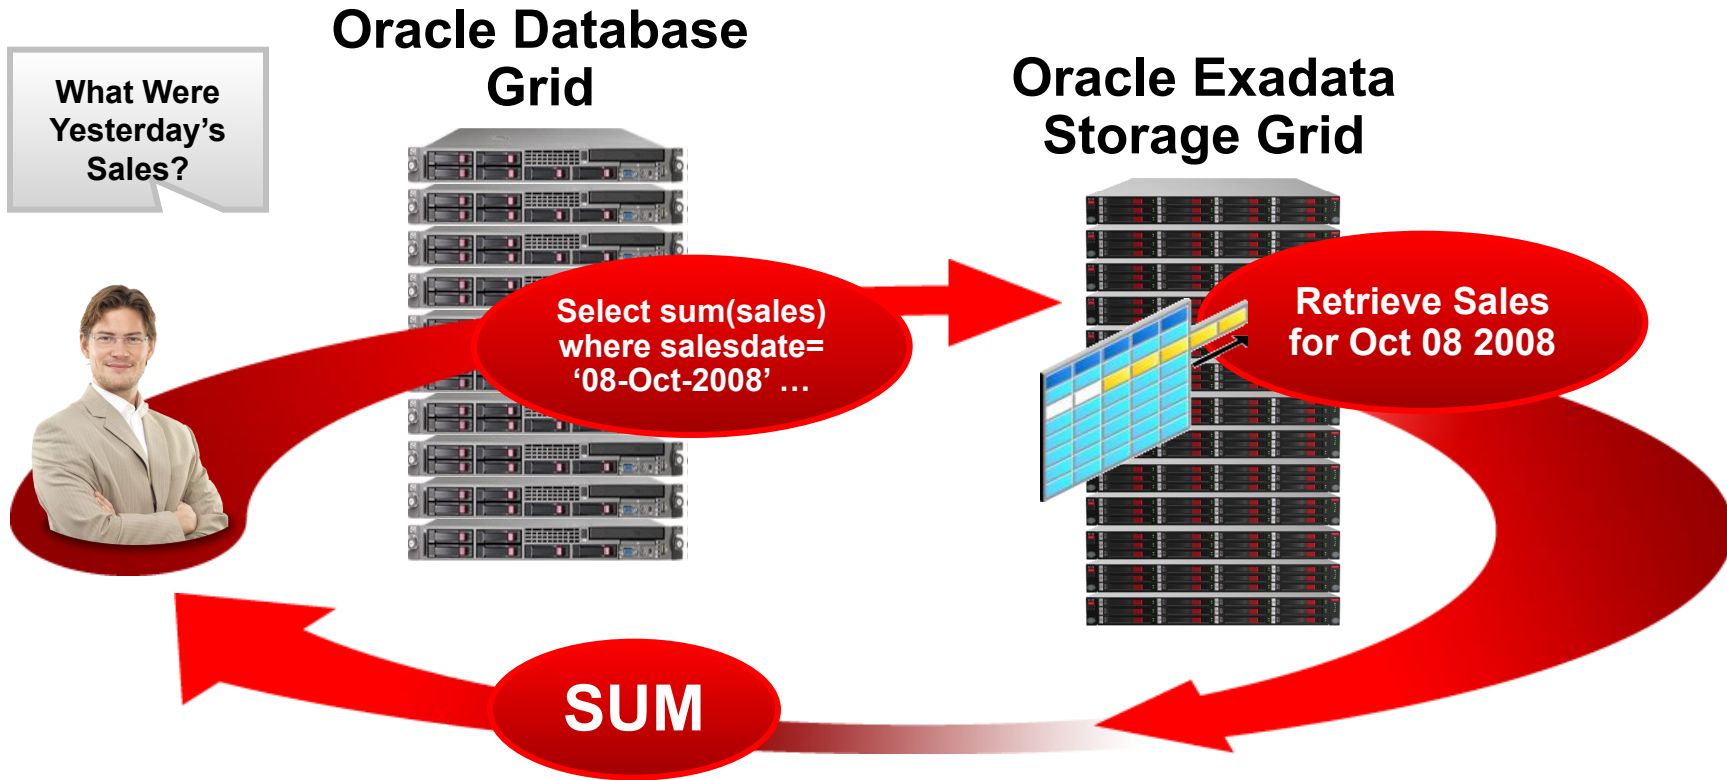 Oracle Database
Grid
What Were
Yesterday’s
Sales?
Oracle Exadata
Storage Grid
Select sum(sales)
where salesdate=
‘08-Oct-2008’ …
Retrieve Sales
for Oct 08 2008
SUM